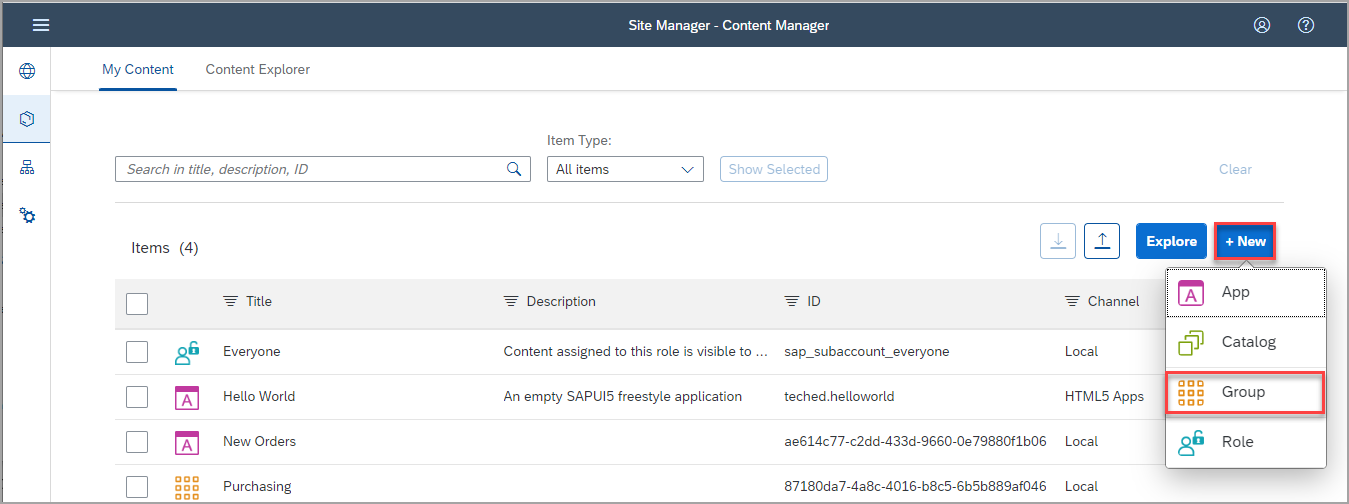 Site Manager - Content Manager
My Content Content Explorer
Item Type:
Search in title, description, ID All items Show Selected Clear
Items (4) Explore + New
Title Description ID Channel
App
Everyone Content assigned to this role is visible to ... sap_subaccount_everyone Local
Catalog
Hello World An empty SAPUI5 freestyle application teched.helloworld HTML5 Apps
Group
New Orders ae614c77-c2dd-433d-9660-0e79880f1b06 Local
Role
Purchasing 87180da7-4a8c-4016-b8c5-6b5b889af046 Local